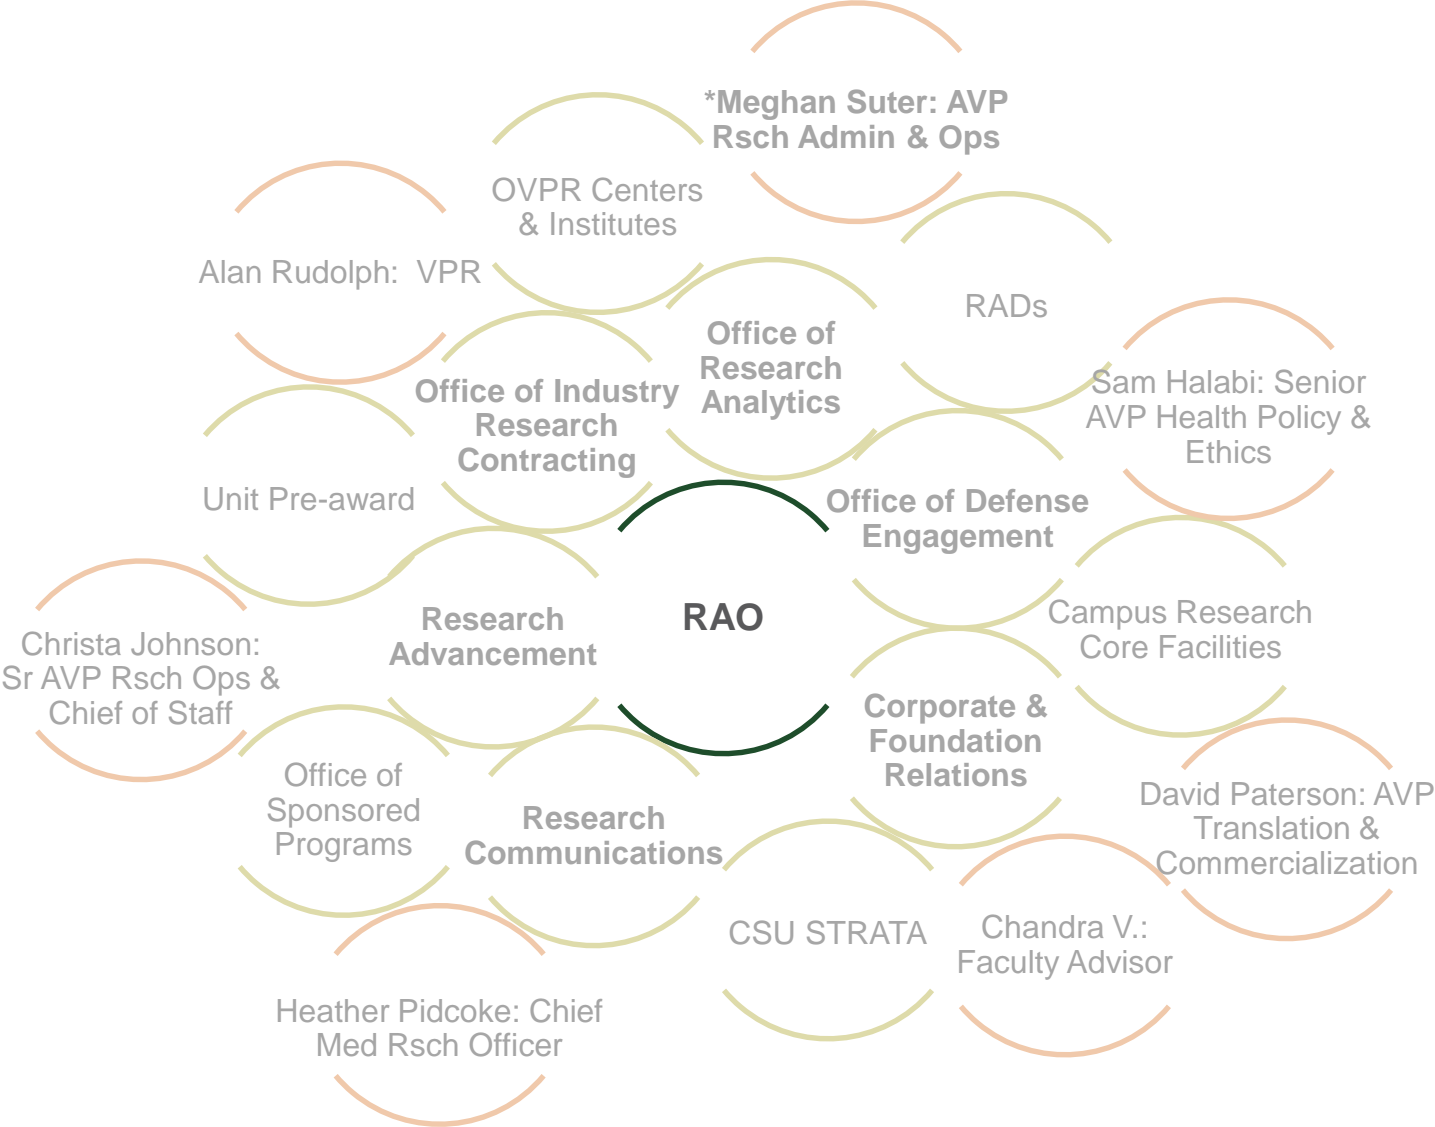 *Meghan Suter: AVP
Rsch Admin & Ops
OVPR Centers
& Institutes
Alan Rudolph:  VPR
RADs
Office of
Research
Analytics
Office of Industry
Research
Contracting
Sam Halabi: Senior
AVP Health Policy &
Ethics
Unit Pre-award
Office of Defense
Engagement
RAO
Research
Advancement
Campus Research
Core Facilities
Christa Johnson:
Sr AVP Rsch Ops &
Chief of Staff
Corporate &
Foundation
Relations
Office of
Sponsored
Programs
Research
Communications
David Paterson: AVP
Translation &
Commercialization
CSU STRATA
Chandra V.:
Faculty Advisor
Heather Pidcoke: Chief
Med Rsch Officer